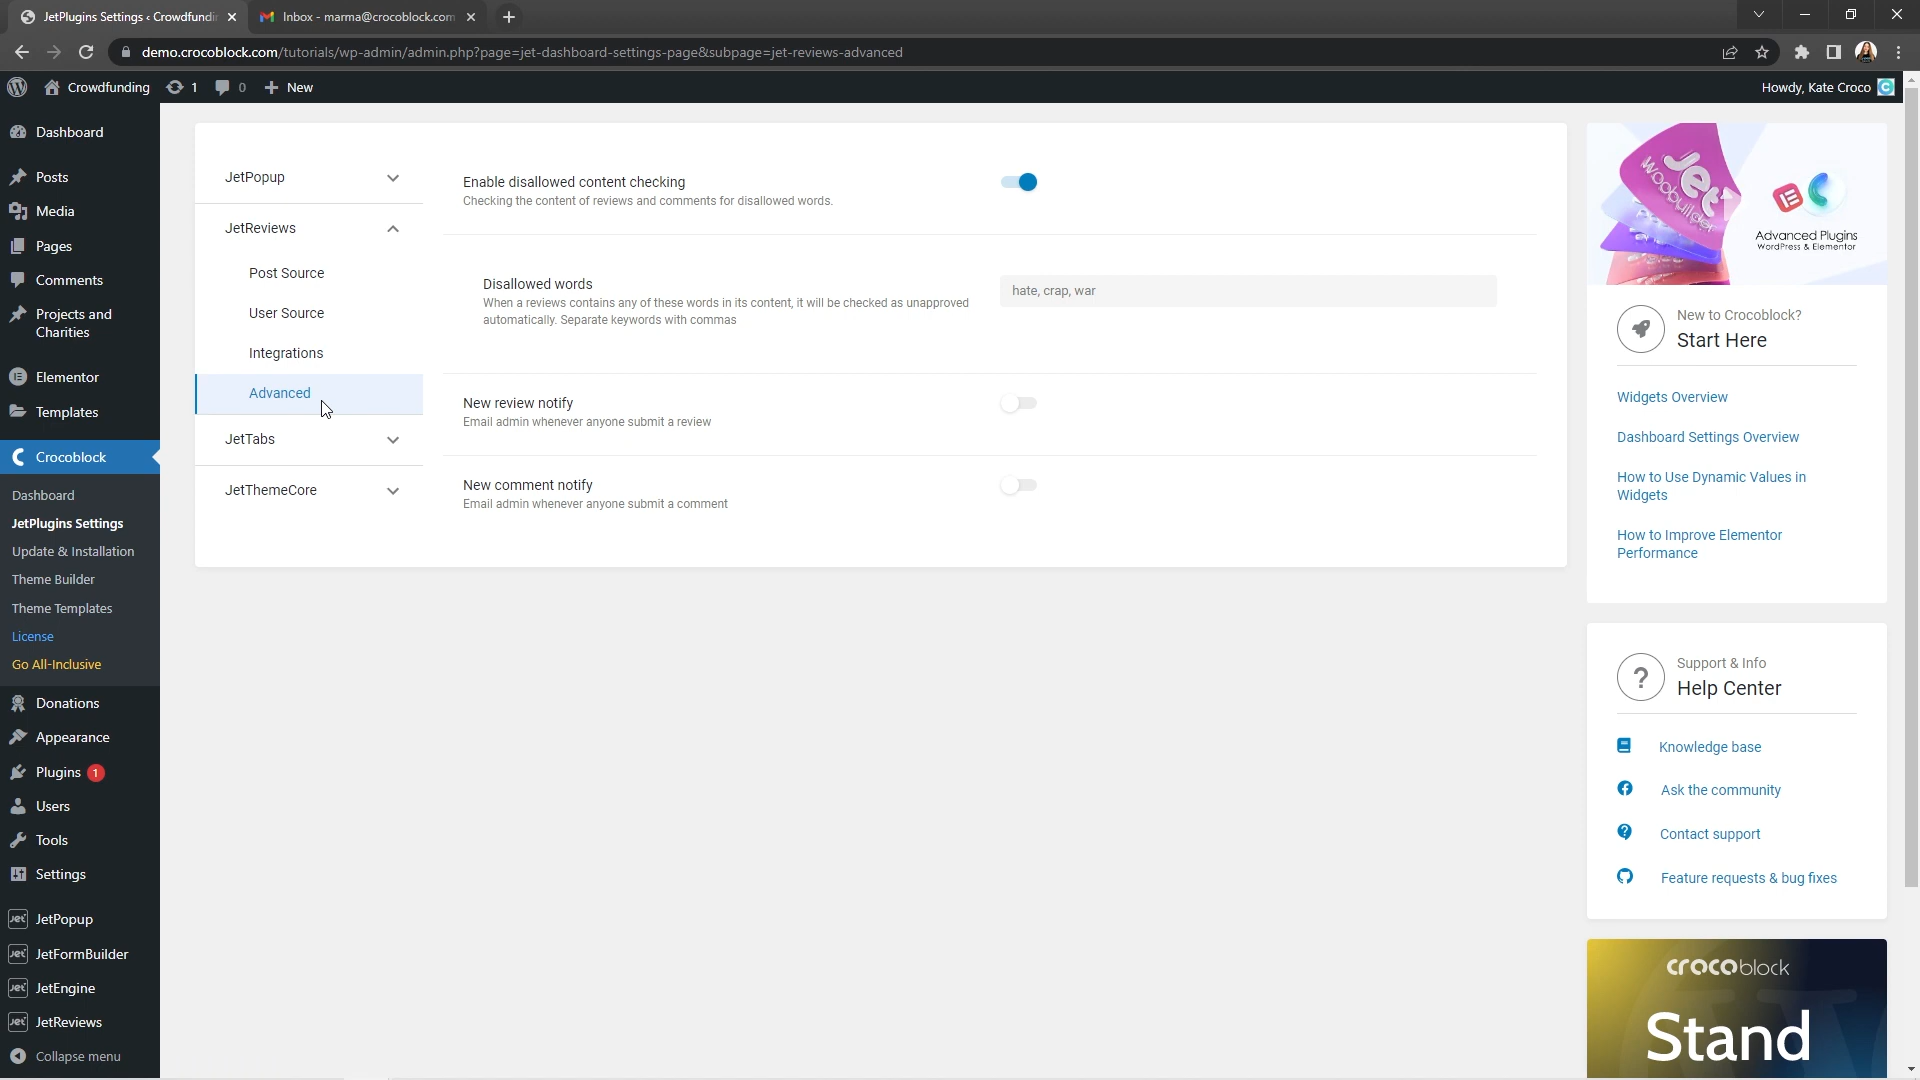 JetPlugins Settings ‹ Crowdfundi
Inbox - marma@crocoblock.com
demo.crocoblock.com/tutorials/wp-admin/admin.php?page=jet-dashboard-settings-page&subpage=jet-reviews-advanced
Crowdfunding
1
0
New
Howdy, Kate Croco
Dashboard
Posts
Media
Pages
Comments
Projects and
Charities
Elementor
Templates
Crocoblock
Dashboard
JetPlugins Settings
Update & Installation
Theme Builder
Theme Templates
License
Go All-Inclusive
Donations
Appearance
Plugins 1
Users
Tools
Settings
JetPopup
JetFormBuilder
JetEngine
JetReviews
Collapse menu
JetPopup
JetReviews
Post Source
User Source
Integrations
Advanced
JetTabs
JetThemeCore
Enable disallowed content checking
Checking the content of reviews and comments for disallowed words.
Disallowed words
When a reviews contains any of these words in its content, it will be checked as unapproved
automatically. Separate keywords with commas
hate, crap, war
New review notify
Email admin whenever anyone submit a review
New comment notify
Email admin whenever anyone submit a comment
Jet
Woobuilder
Advanced Plugins
WordPress & Elementor
New to Crocoblock?
Start Here
Widgets Overview
Dashboard Settings Overview
How to Use Dynamic Values in
Widgets
How to Improve Elementor
Performance
Support & Info
Help Center
Knowledge base
Ask the community
Contact support
Feature requests & bug fixes
crocoblock
Stand